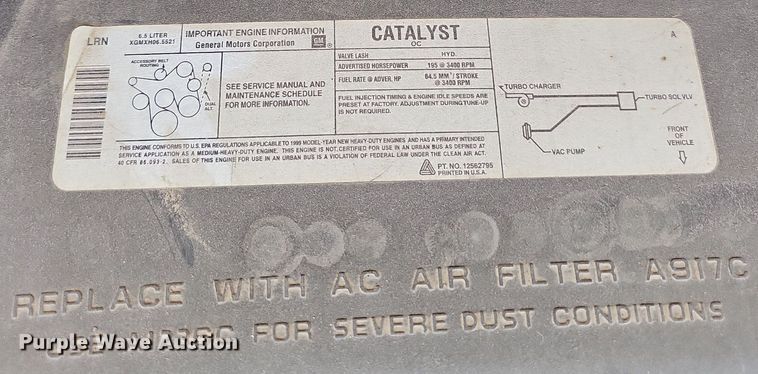 LRN
6.5 LITER
XGMXH06.5521
IMPORTANT ENGINE INFORMATION
General Motors Corporation
GM
ACCESSORY BELT
ROUTING
DUAL
ALT.
SEE SERVICE MANUAL AND
MAINTENANCE SCHEDULE
FOR MORE INFORMATION.
CATALYST
OC
VALVE LASH HYD.
ADVERTISED HORSEPOWER 195 @ 3400 RPM
FUEL RATE @ ADVER. HP 64.5 MM³/ STROKE
@ 3400 RPM
FUEL INJECTION TIMING & ENGINE IDLE SPEEDS ARE
PRESET AT FACTORY. ADJUSTMENT DURING TUNE-UP
IS NOT REQUIRED.
THIS ENGINE CONFORMS TO U.S. EPA REGULATIONS APPLICABLE TO 1999 MODEL-YEAR NEW HEAVY-DUTY ENGINES, AND HAS A PRIMARY INTENDED
SERVICE APPLICATION AS A MEDIUM-HEAVY-DUTY ENGINE. THIS ENGINE IS NOT CERTIFIED FOR USE IN AN URBAN BUS AS DEFINED AT
40 CFR 86.093-2. SALES OF THIS ENGINE FOR USE IN AN URBAN BUS IS A VIOLATION OF FEDERAL LAW UNDER THE CLEAN AIR ACT.
PT. NO. 12562795
PRINTED IN U.S.A.
A
TURBO CHARGER
TURBO SOL VLV
VAC PUMP
FRONT
OF
VEHICLE
REPLACE WITH AC AIR FILTER A917C
FOR SEVERE DUST CONDITIONS
Purple Wave Auction